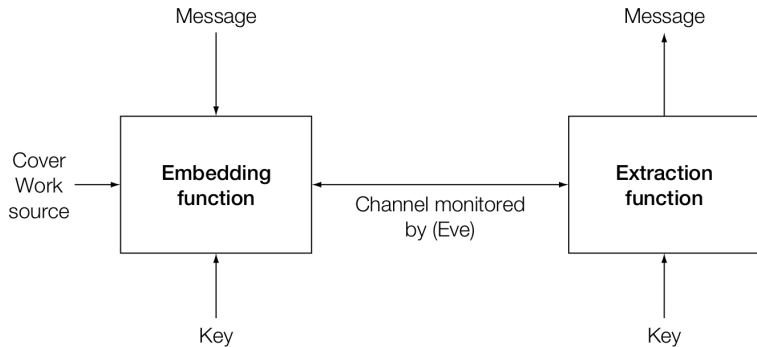 Message
Message
Cover
Work
source
Embedding
function
Channel monitored
by (Eve)
Extraction
function
Key
Key